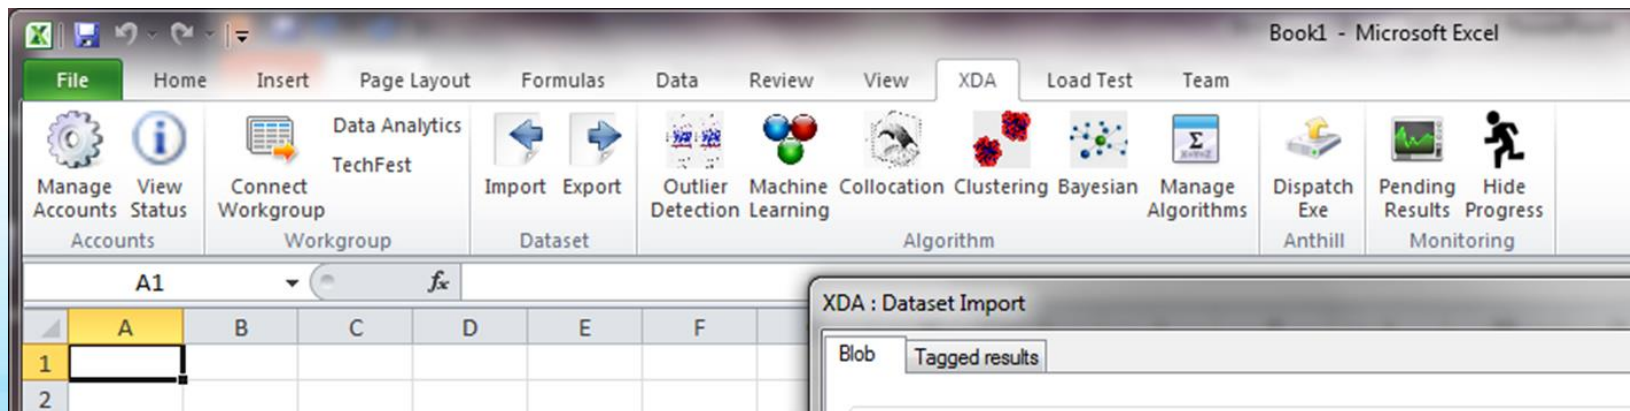 Book1 - Microsoft Excel
File Home Insert Page Layout Formulas Data Review View XDA Load Test Team
Manage Accounts
View Status
Accounts
Connect Workgroup
Data Analytics
TechFest
Workgroup
Import
Export
Dataset
Outlier Detection
Machine Learning
Collocation
Clustering
Bayesian
Σ
X=Y+Z
Manage Algorithms
Algorithm
Dispatch Exe
Anthill
Pending Results
Hide Progress
Monitoring
A1 fx
XDA : Dataset Import
A B C D E F
Blob Tagged results
1
2